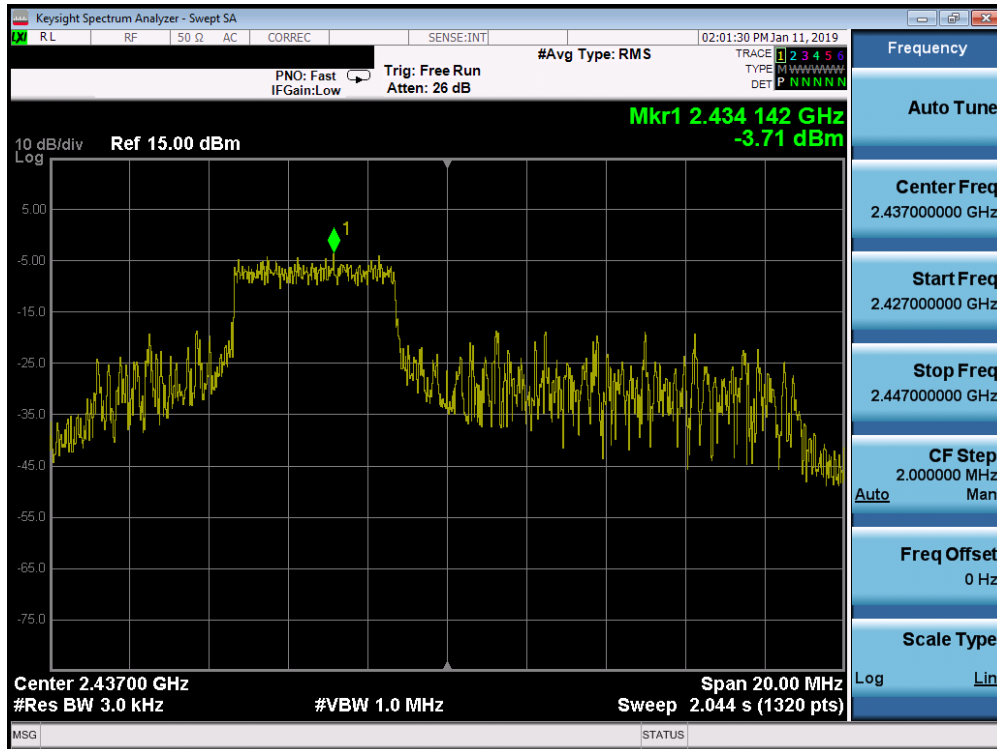 Keysight Spectrum Analyzer - Swept SA
LXI RL RF 50 Ω AC CORREC SENSE:INT 02:01:30 PM Jan 11, 2019
PNO: Fast
IFGain:Low
Trig: Free Run
Atten: 26 dB
#Avg Type: RMS
TRACE 1 2 3 4 5 6
TYPE M WWWWW
DET P N N N N N
Mkr1 2.434 142 GHz
-3.71 dBm
10 dB/div
Log
Ref 15.00 dBm
1
5.00
-5.00
-15.0
-25.0
-35.0
-45.0
-55.0
-65.0
-75.0
Center 2.43700 GHz
Span 20.00 MHz
#Res BW 3.0 kHz
#VBW 1.0 MHz
Sweep 2.044 s (1320 pts)
MSG
STATUS
Frequency
Auto Tune
Center Freq
2.437000000 GHz
Start Freq
2.427000000 GHz
Stop Freq
2.447000000 GHz
CF Step
2.000000 MHz
Auto Man
Freq Offset
0 Hz
Scale Type
Log Lin